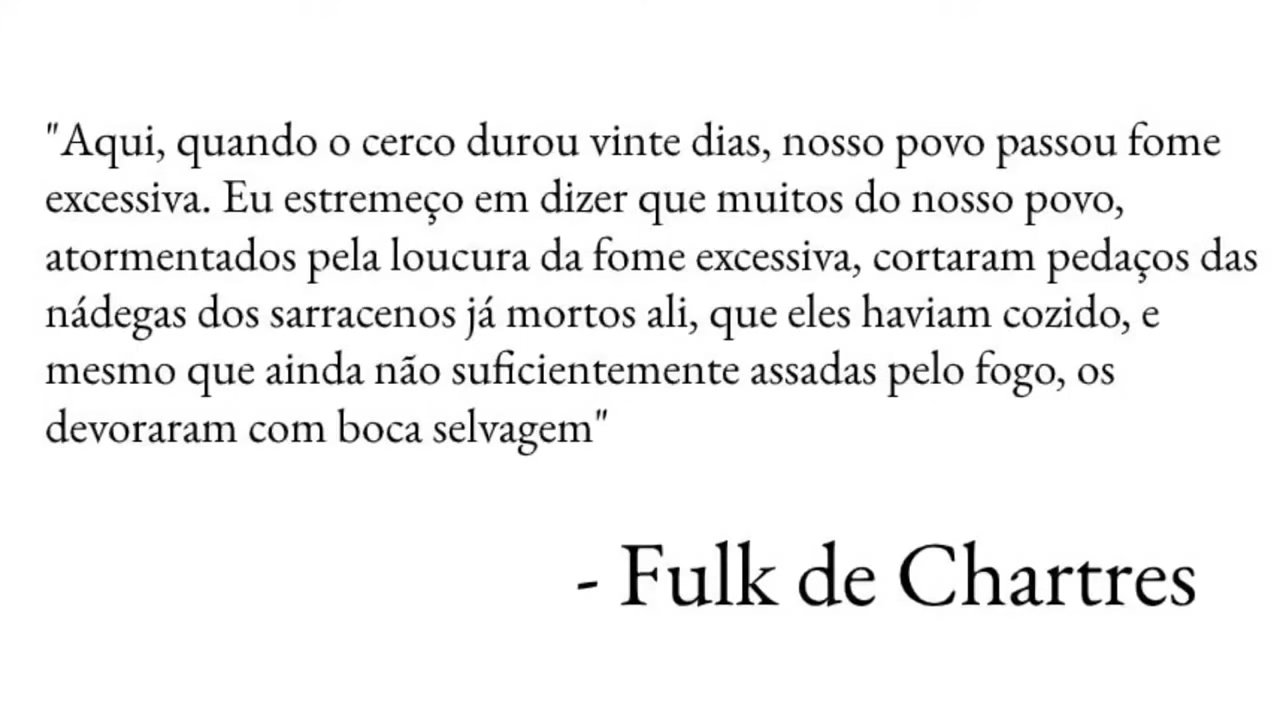 "Aqui, quando o cerco durou vinte dias, nosso povo passou fome
excessiva. Eu estremeço em dizer que muitos do nosso povo,
atormentados pela loucura da fome excessiva, cortaram pedaços das
nádegas dos sarracenos já mortos ali, que eles haviam cozido, e
mesmo que ainda não suficientemente assadas pelo fogo, os
devoraram com boca selvagem"
- Fulk de Chartres